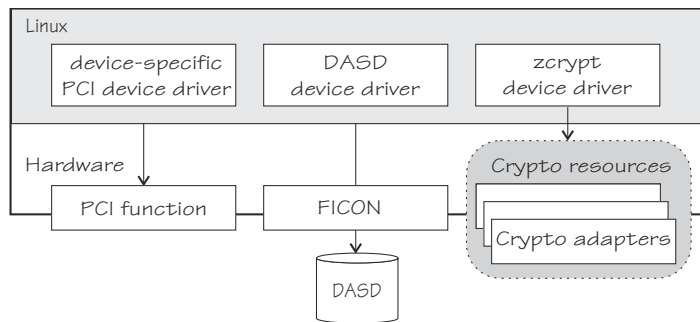 Linux
device-specific
PCI device driver
DASD
device driver
zcrypt
device driver
Hardware
Crypto resources
PCI function
FICON
Crypto adapters
DASD